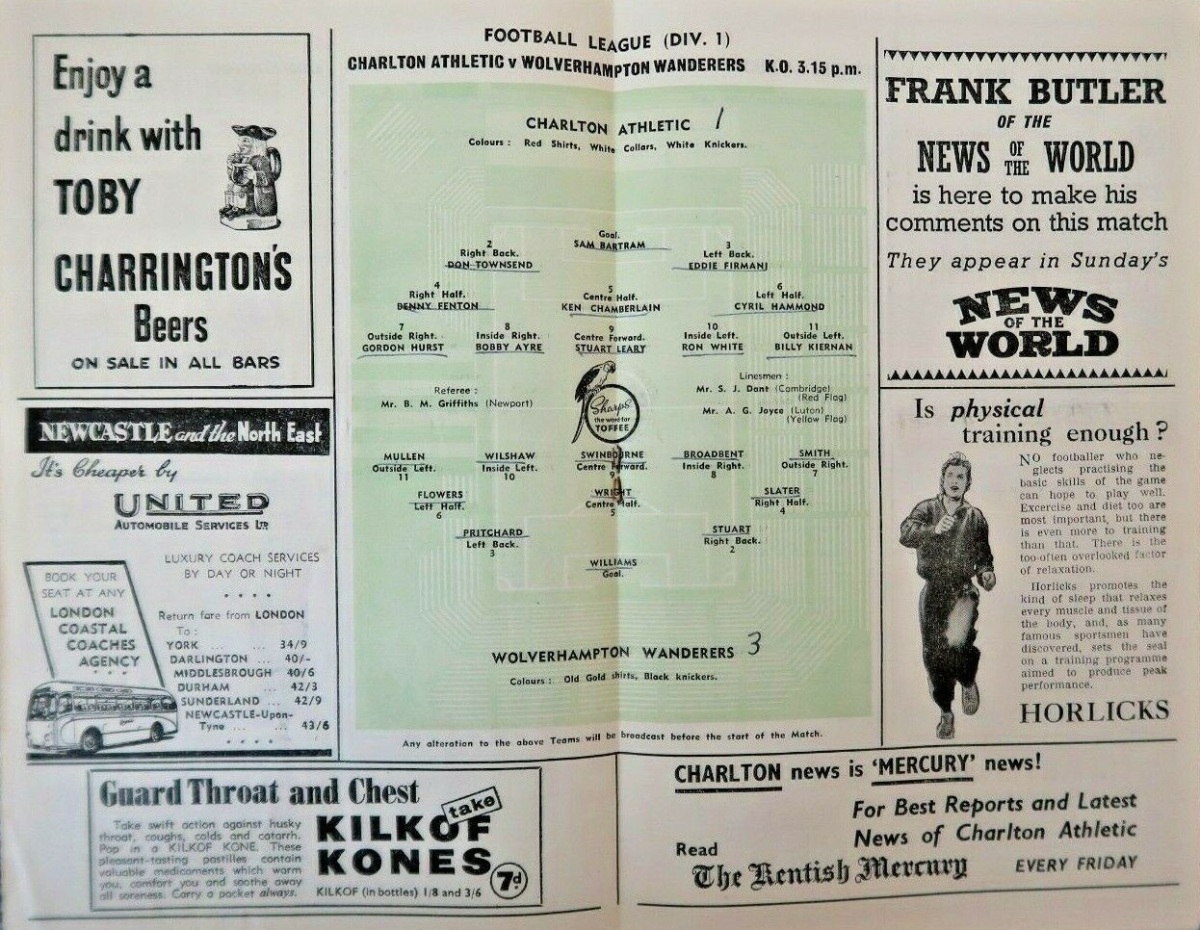 Enjoy a
drink with
TOBY
CHARRINGTON'S
Beers
ON SALE IN ALL BARS
NEWCASTLE and the North East
It's Cheaper by
UNITED
AUTOMOBILE SERVICES LTD
LUXURY COACH SERVICES
BY DAY OR NIGHT
BOOK YOUR
SEAT AT ANY
LONDON
COASTAL
COACHES
AGENCY
Return fare from LONDON
To :
YORK ... ... 34/9
DARLINGTON ... 40/-
MIDDLESBROUGH 40/6
DURHAM ... 42/3
SUNDERLAND ... 42/9
NEWCASTLE-Upon-
Tyne ... ... 43/6
FOOTBALL LEAGUE (DIV. 1)
CHARLTON ATHLETIC v WOLVERHAMPTON WANDERERS K.O. 3.15 p.m.
CHARLTON ATHLETIC 1
Colours : Red Shirts, White Collars, White Knickers.
Goal.
SAM BARTRAM
2 3
Right Back. Left Back.
DON TOWNSEND EDDIE FIRMANI
4 5 6
Right Half. Centre Half. Left Half.
BENNY FENTON KEN CHAMBERLAIN CYRIL HAMMOND
7 8 9 10 11
Outside Right. Inside Right. Centre Forward. Inside Left. Outside Left.
GORDON HURST BOBBY AYRE STUART LEARY RON WHITE BILLY KIERNAN
Referee :
Mr. B. M. Griffiths (Newport)
Sharps
the word for
TOFFEE
Linesmen :
Mr. S. J. Dant (Cambridge)
(Red Flag)
Mr. A. G. Joyce (Luton)
(Yellow Flag)
MULLEN WILSHAW SWINBOURNE BROADBENT SMITH
Outside Left. Inside Left. Centre Forward. Inside Right. Outside Right.
11 10 9 8 7
FLOWERS WRIGHT SLATER
Left Half. Centre Half. Right Half.
6 5 4
PRITCHARD STUART
Left Back. Right Back.
3 2
WILLIAMS
Goal.
WOLVERHAMPTON WANDERERS 3
Colours : Old Gold shirts, Black knickers.
Any alteration to the above Teams will be broadcast before the start of the Match.
FRANK BUTLER
OF THE
NEWS OF THE WORLD
is here to make his
comments on this match
They appear in Sunday's
NEWS
OF THE
WORLD
Is physical
training enough?
NO footballer who ne-
glects practising the
basic skills of the game
can hope to play well.
Excercise and diet too are
most important, but there
is even more to training
than that. There is the
too-often overlooked factor
of relaxation.
Horlicks promotes the
kind of sleep that relaxes
every muscle and tissue of
the body, and, as many
famous sportsmen have
discovered, sets the seal
on a training programme
aimed to produce peak
performance.
HORLICKS
Guard Throat and Chest
Take swift action against husky
throat, coughs, colds and catarrh.
Pop in a KILKOF KONE. These
pleasant-tasting pastilles contain
valuable medicaments which warm
you, comfort you and soothe away
all soreness. Carry a packet always.
take
KILKOF
KONES
7d
KILKOF (in bottles) 1/8 and 3/6
CHARLTON news is 'MERCURY' news!
For Best Reports and Latest
News of Charlton Athletic
Read
The Kentish Mercury EVERY FRIDAY